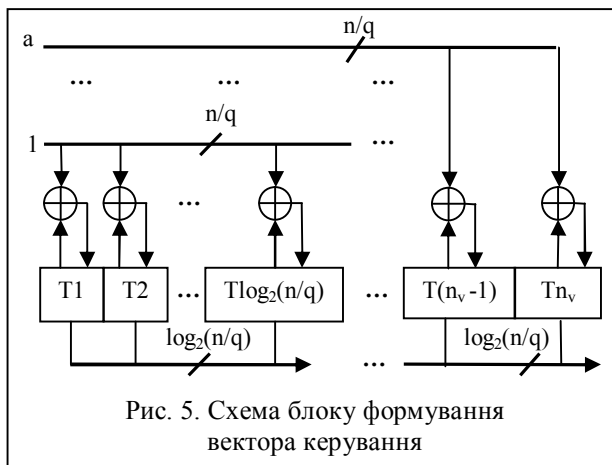 a n/q
... ... ...
1 n/q ...
...
T1 T2 ... Tlog₂(n/q) ... T(nᵥ -1) Tnᵥ
log₂(n/q) ... log₂(n/q)
Рис. 5. Схема блоку формування
вектора керування